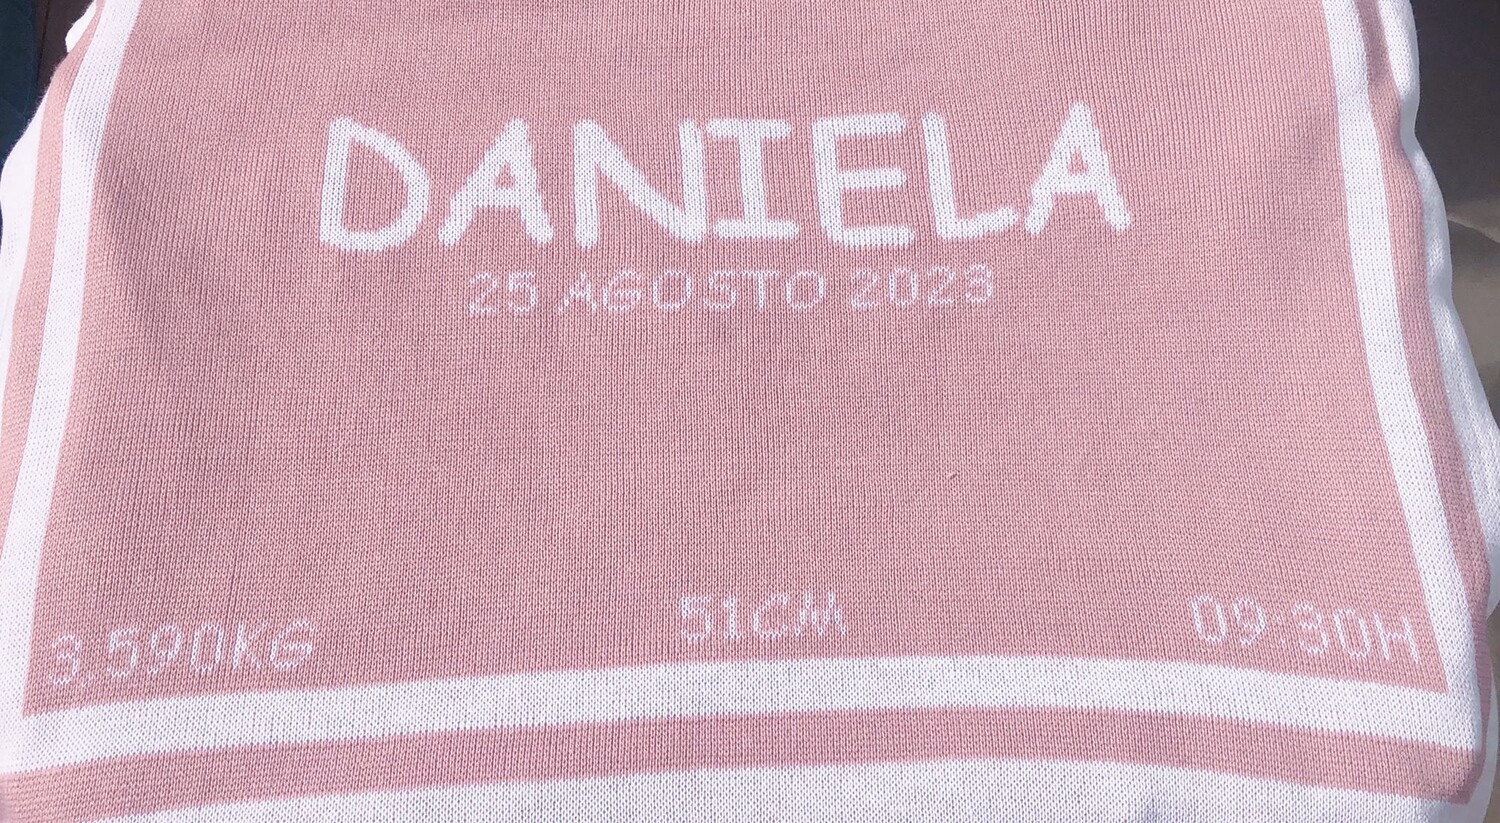 DANIELA
25 AGOSTO 2023
3.590KG 51CM 09:30H